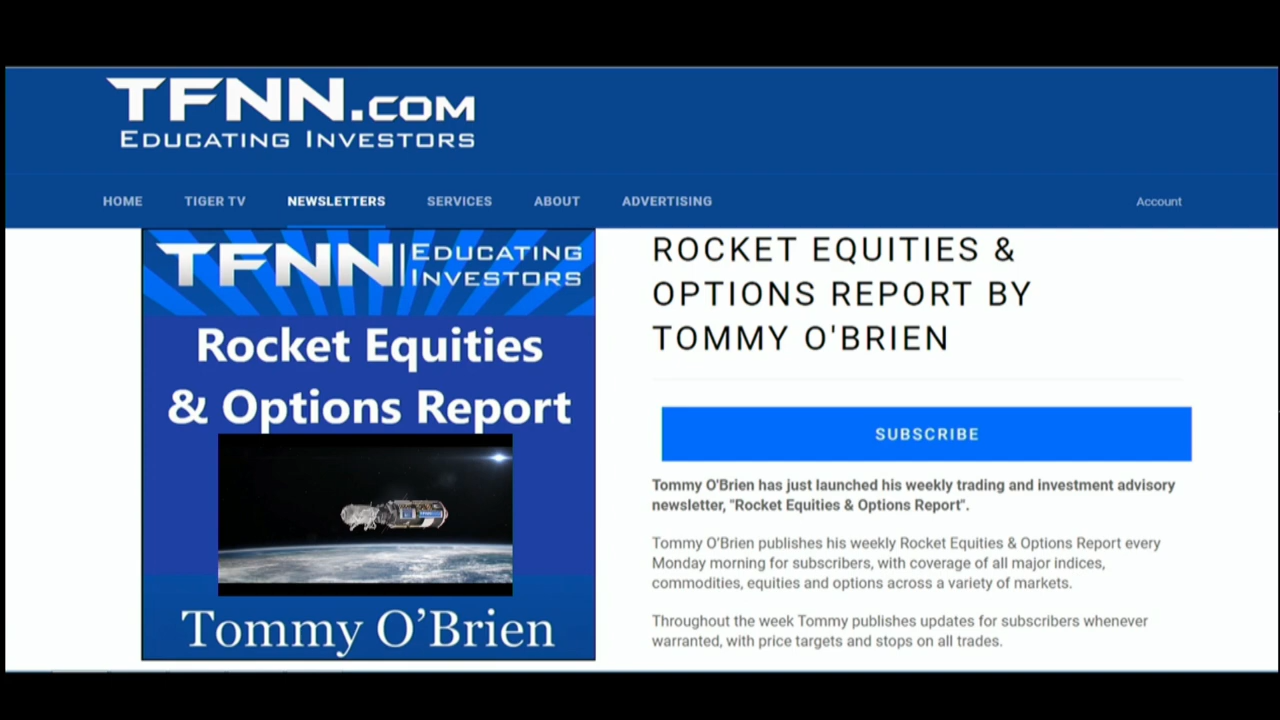 TFNN.COM
EDUCATING INVESTORS
HOME TIGER TV NEWSLETTERS SERVICES ABOUT ADVERTISING Account
TFNN | EDUCATING
INVESTORS
Rocket Equities
& Options Report
Tommy O’Brien
ROCKET EQUITIES &
OPTIONS REPORT BY
TOMMY O'BRIEN
SUBSCRIBE
Tommy O'Brien has just launched his weekly trading and investment advisory
newsletter, "Rocket Equities & Options Report".
Tommy O’Brien publishes his weekly Rocket Equities & Options Report every
Monday morning for subscribers, with coverage of all major indices,
commodities, equities and options across a variety of markets.
Throughout the week Tommy publishes updates for subscribers whenever
warranted, with price targets and stops on all trades.